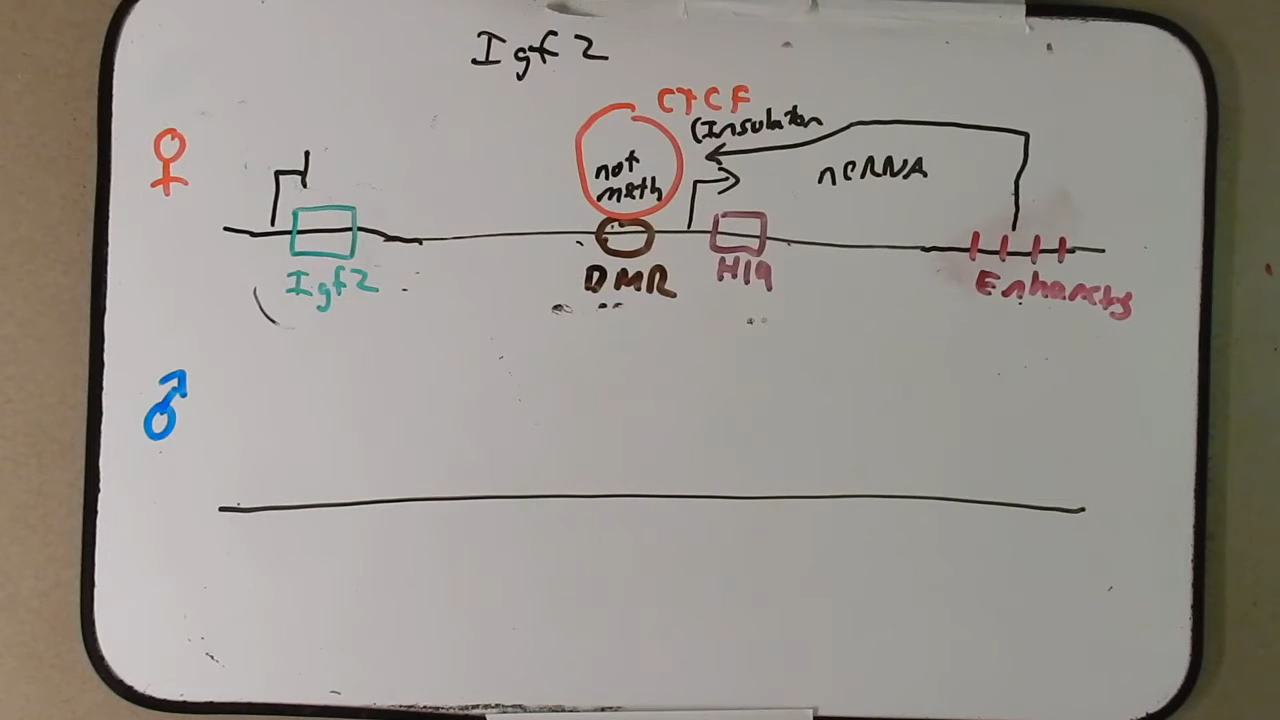 Igf2
♀
CTCF
(Insulator
not
meth
ncRNA
Igf2
DMR
H19
Enhancers
♂